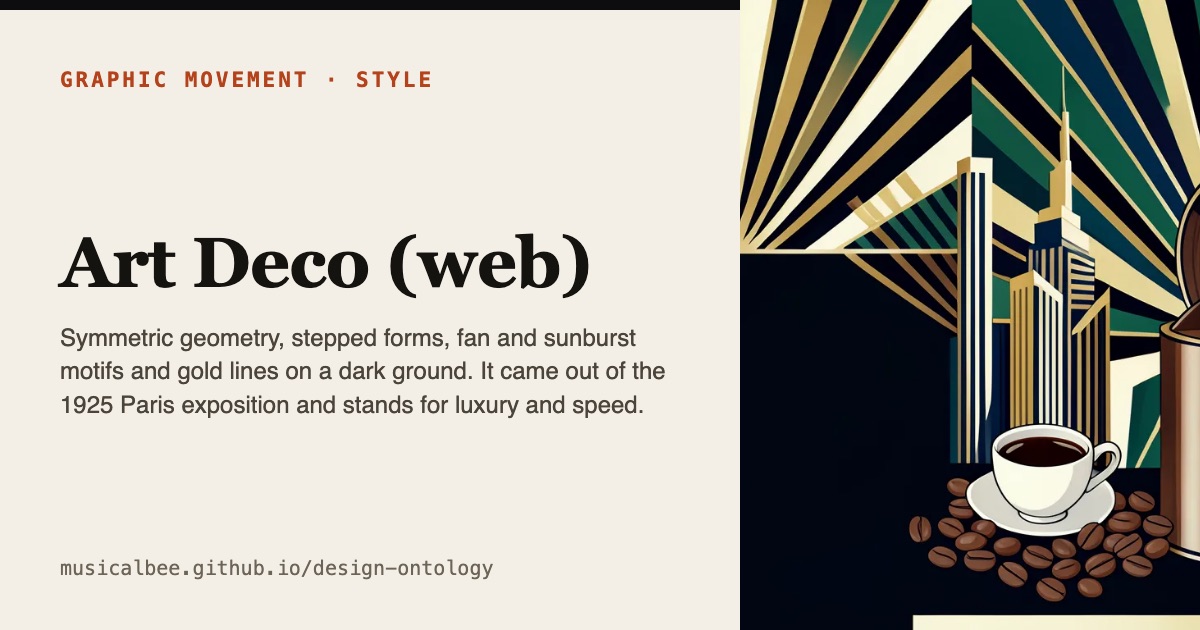 GRAPHIC MOVEMENT · STYLE
Art Deco (web)
Symmetric geometry, stepped forms, fan and sunburst
motifs and gold lines on a dark ground. It came out of the
1925 Paris exposition and stands for luxury and speed.
musicalbee.github.io/design-ontology